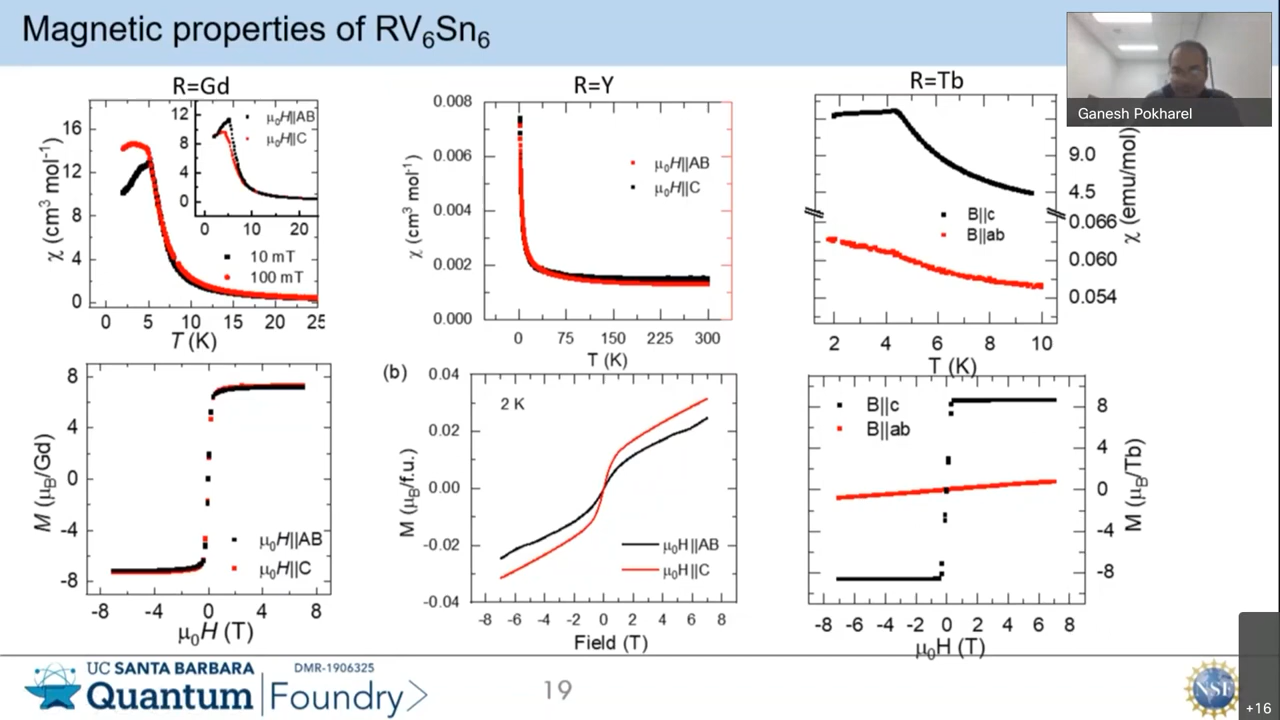 Magnetic properties of RV6Sn6
Ganesh Pokharel
R=Gd
χ (cm3 mol-1)
16
12
8
4
0
12
8
4
0
0 10 20
μ0H||AB
μ0H||C
10 mT
100 mT
0 5 10 15 20 25
T (K)
R=Y
χ (cm3 mol-1)
0.008
0.006
0.004
0.002
0.000
μ0H||AB
μ0H||C
0 75 150 225 300
T (K)
R=Tb
9.0
4.5
0.066
0.060
0.054
χ (emu/mol)
B||c
B||ab
2 4 6 8 10
T (K)
M (μB/Gd)
8
4
0
-4
-8
μ0H||AB
μ0H||C
-8 -4 0 4 8
μ0H (T)
(b)
M (μB/f.u.)
0.04
0.02
0.00
-0.02
-0.04
2 K
μ0H||AB
μ0H||C
-8 -6 -4 -2 0 2 4 6 8
Field (T)
B||c
B||ab
8
4
0
-4
-8
M (μB/Tb)
-8 -6 -4 -2 0 2 4 6 8
μ0H (T)
UC SANTA BARBARA
Quantum
DMR-1906325
Foundry
19
NSF
+16